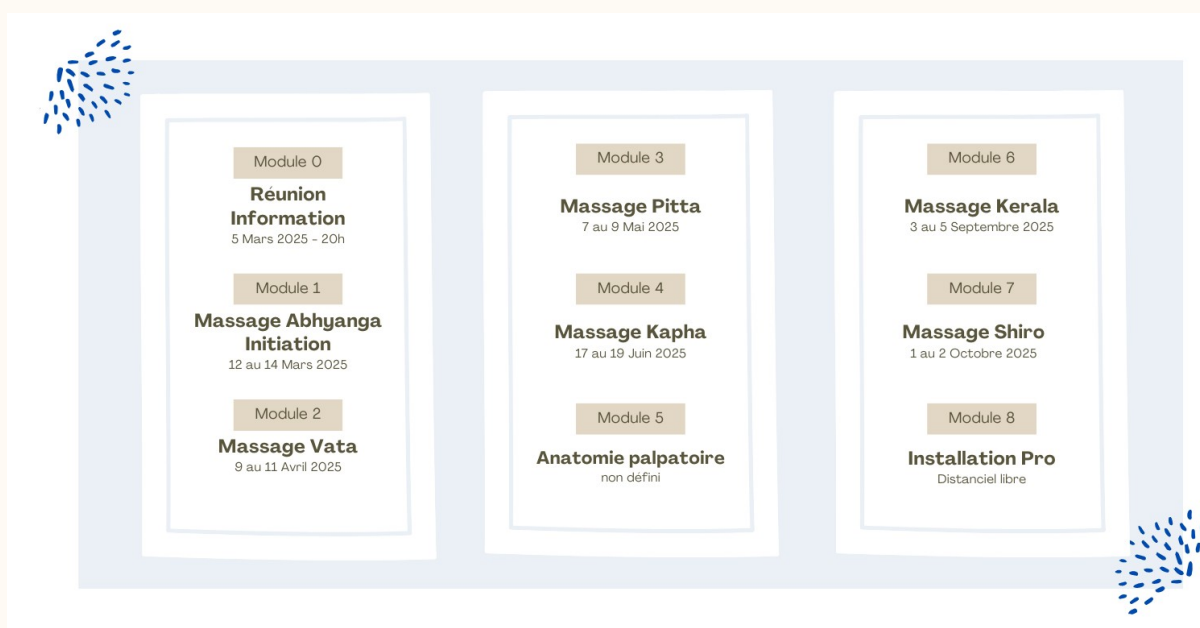 Module 0
Réunion
Information
5 Mars 2025 - 20h
Module 1
Massage Abhyanga
Initiation
12 au 14 Mars 2025
Module 2
Massage Vata
9 au 11 Avril 2025
Module 3
Massage Pitta
7 au 9 Mai 2025
Module 4
Massage Kapha
17 au 19 Juin 2025
Module 5
Anatomie palpatoire
non défini
Module 6
Massage Kerala
3 au 5 Septembre 2025
Module 7
Massage Shiro
1 au 2 Octobre 2025
Module 8
Installation Pro
Distanciel libre